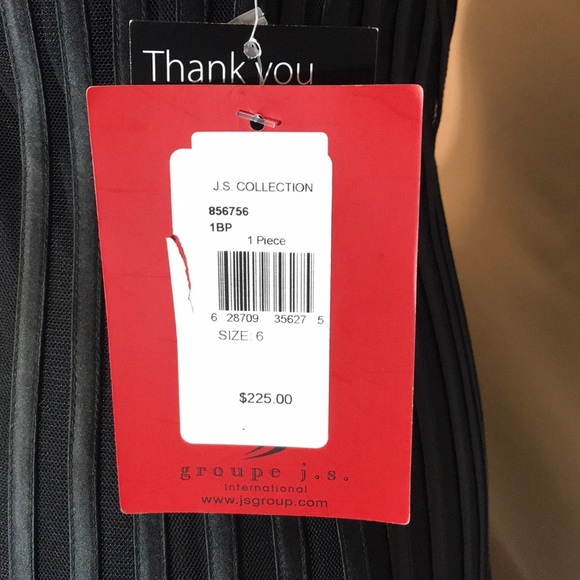 Thank you
J.S. COLLECTION
856756
1BP
1 Piece
6 28709 35627 5
SIZE: 6
$225.00
groupe j.s.
International
www.jsgroup.com